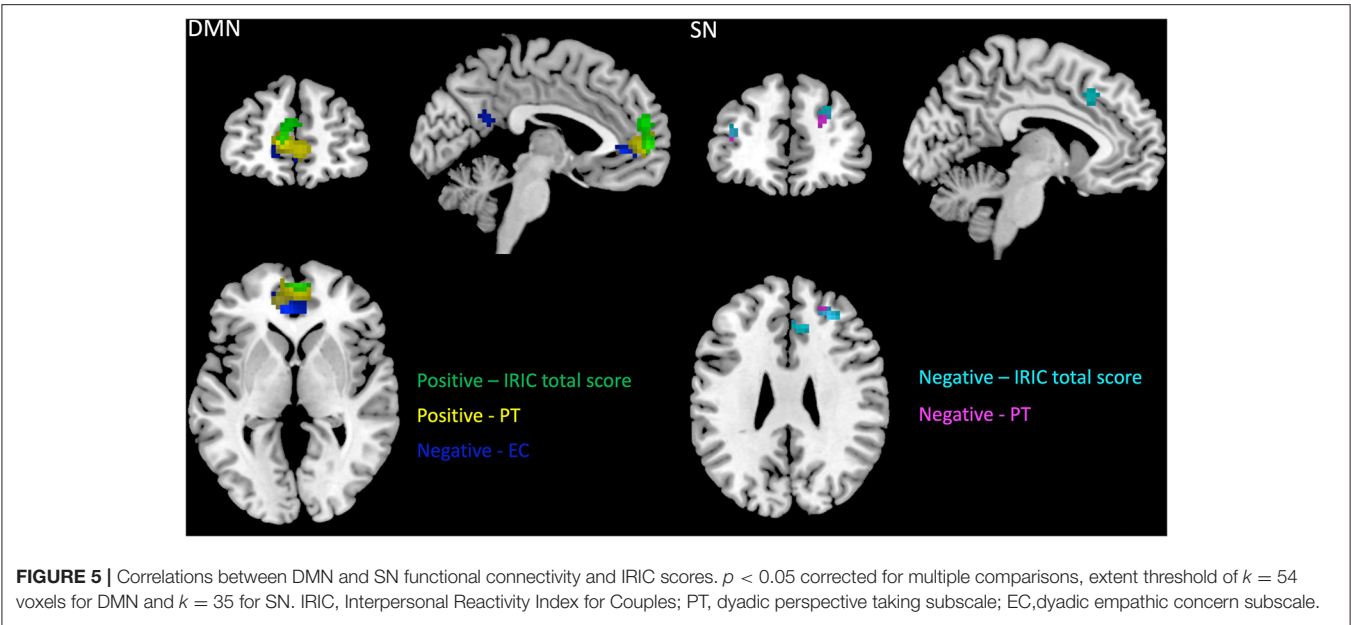 DMN
SN
Positive – IRIC total score
Positive - PT
Negative - EC
Negative – IRIC total score
Negative - PT
FIGURE 5 | Correlations between DMN and SN functional connectivity and IRIC scores. p < 0.05 corrected for multiple comparisons, extent threshold of k = 54
voxels for DMN and k = 35 for SN. IRIC, Interpersonal Reactivity Index for Couples; PT, dyadic perspective taking subscale; EC,dyadic empathic concern subscale.